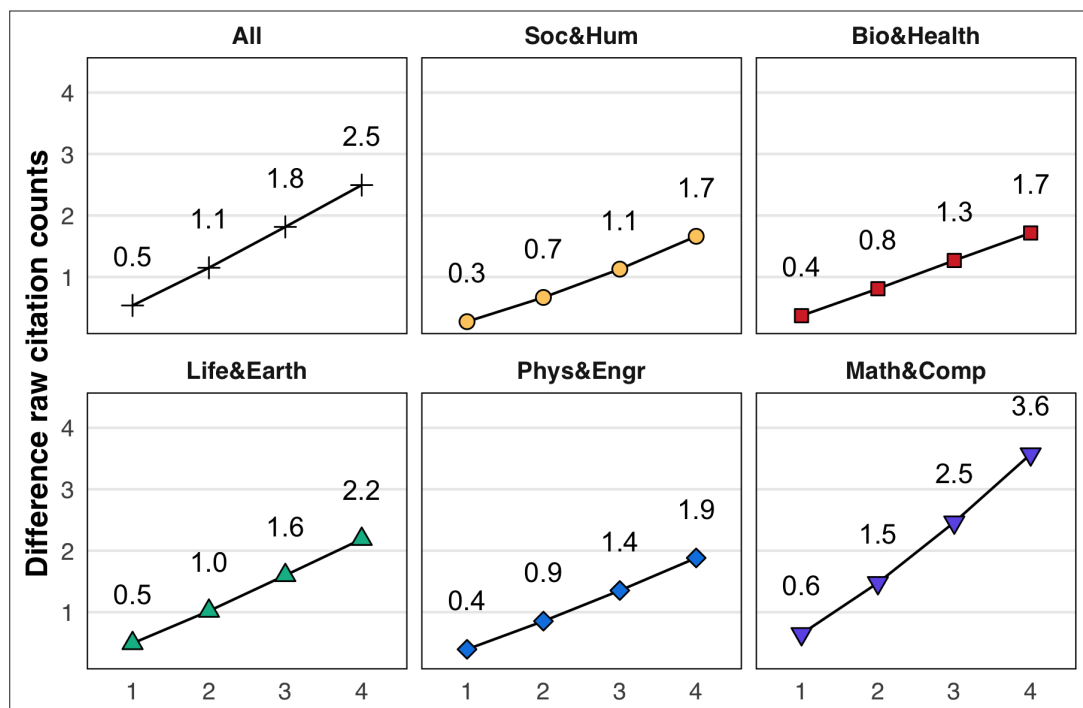 All Soc&Hum Bio&Health
Difference raw citation counts
4
3
2
1
0.5 1.1 1.8 2.5
0.3 0.7 1.1 1.7
0.4 0.8 1.3 1.7
Life&Earth Phys&Engr Math&Comp
4
3
2
1
0.5 1.0 1.6 2.2
0.4 0.9 1.4 1.9
0.6 1.5 2.5 3.6
1 2 3 4 1 2 3 4 1 2 3 4